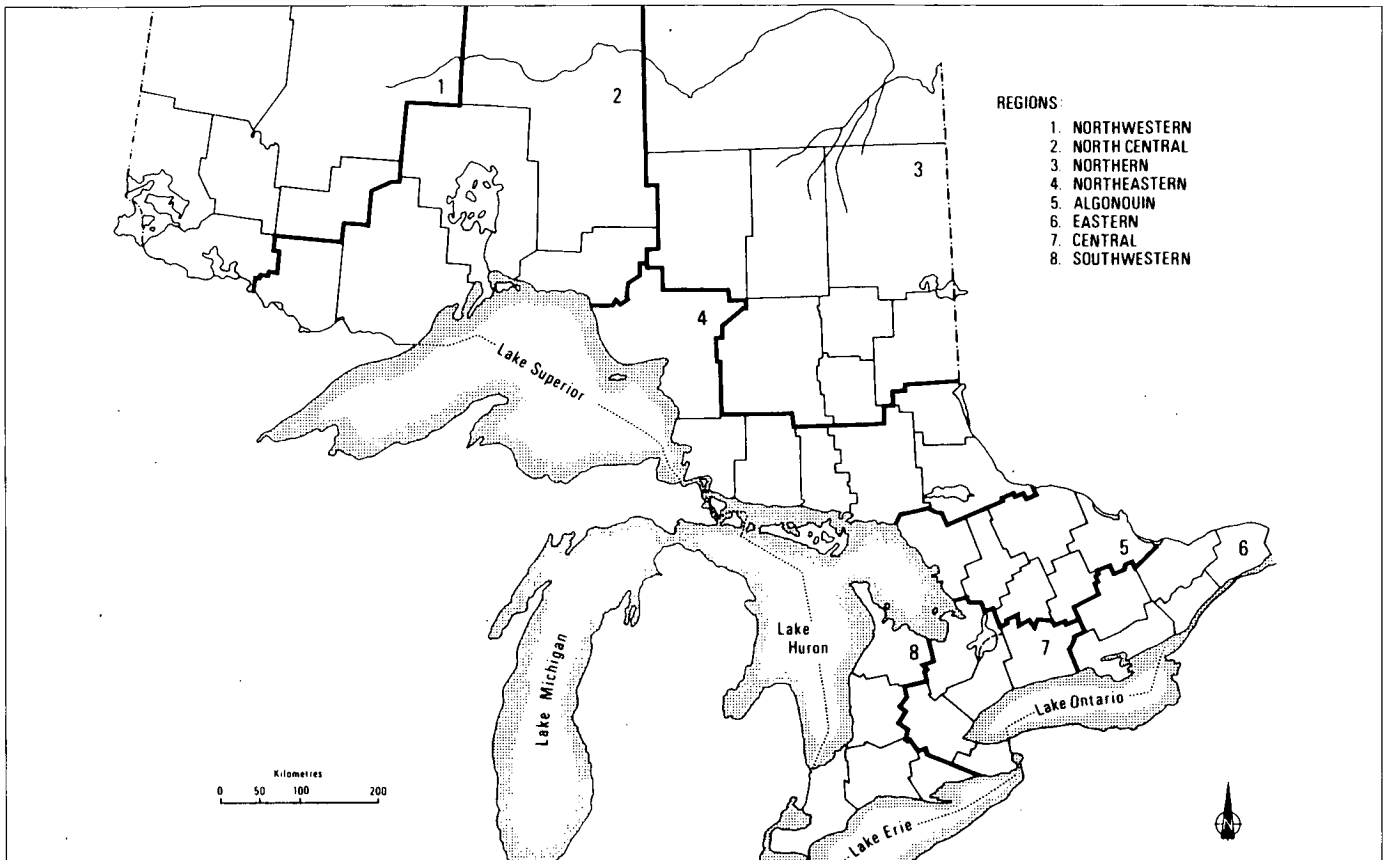 REGIONS:
1. NORTHWESTERN
2. NORTH CENTRAL
3. NORTHERN
4. NORTHEASTERN
5. ALGONQUIN
6. EASTERN
7. CENTRAL
8. SOUTHWESTERN
1
2
3
4
Lake Superior
5
6
Lake Huron
7
8
Lake Michigan
Lake Ontario
Kilometres
0 50 100 200
Lake Erie
N